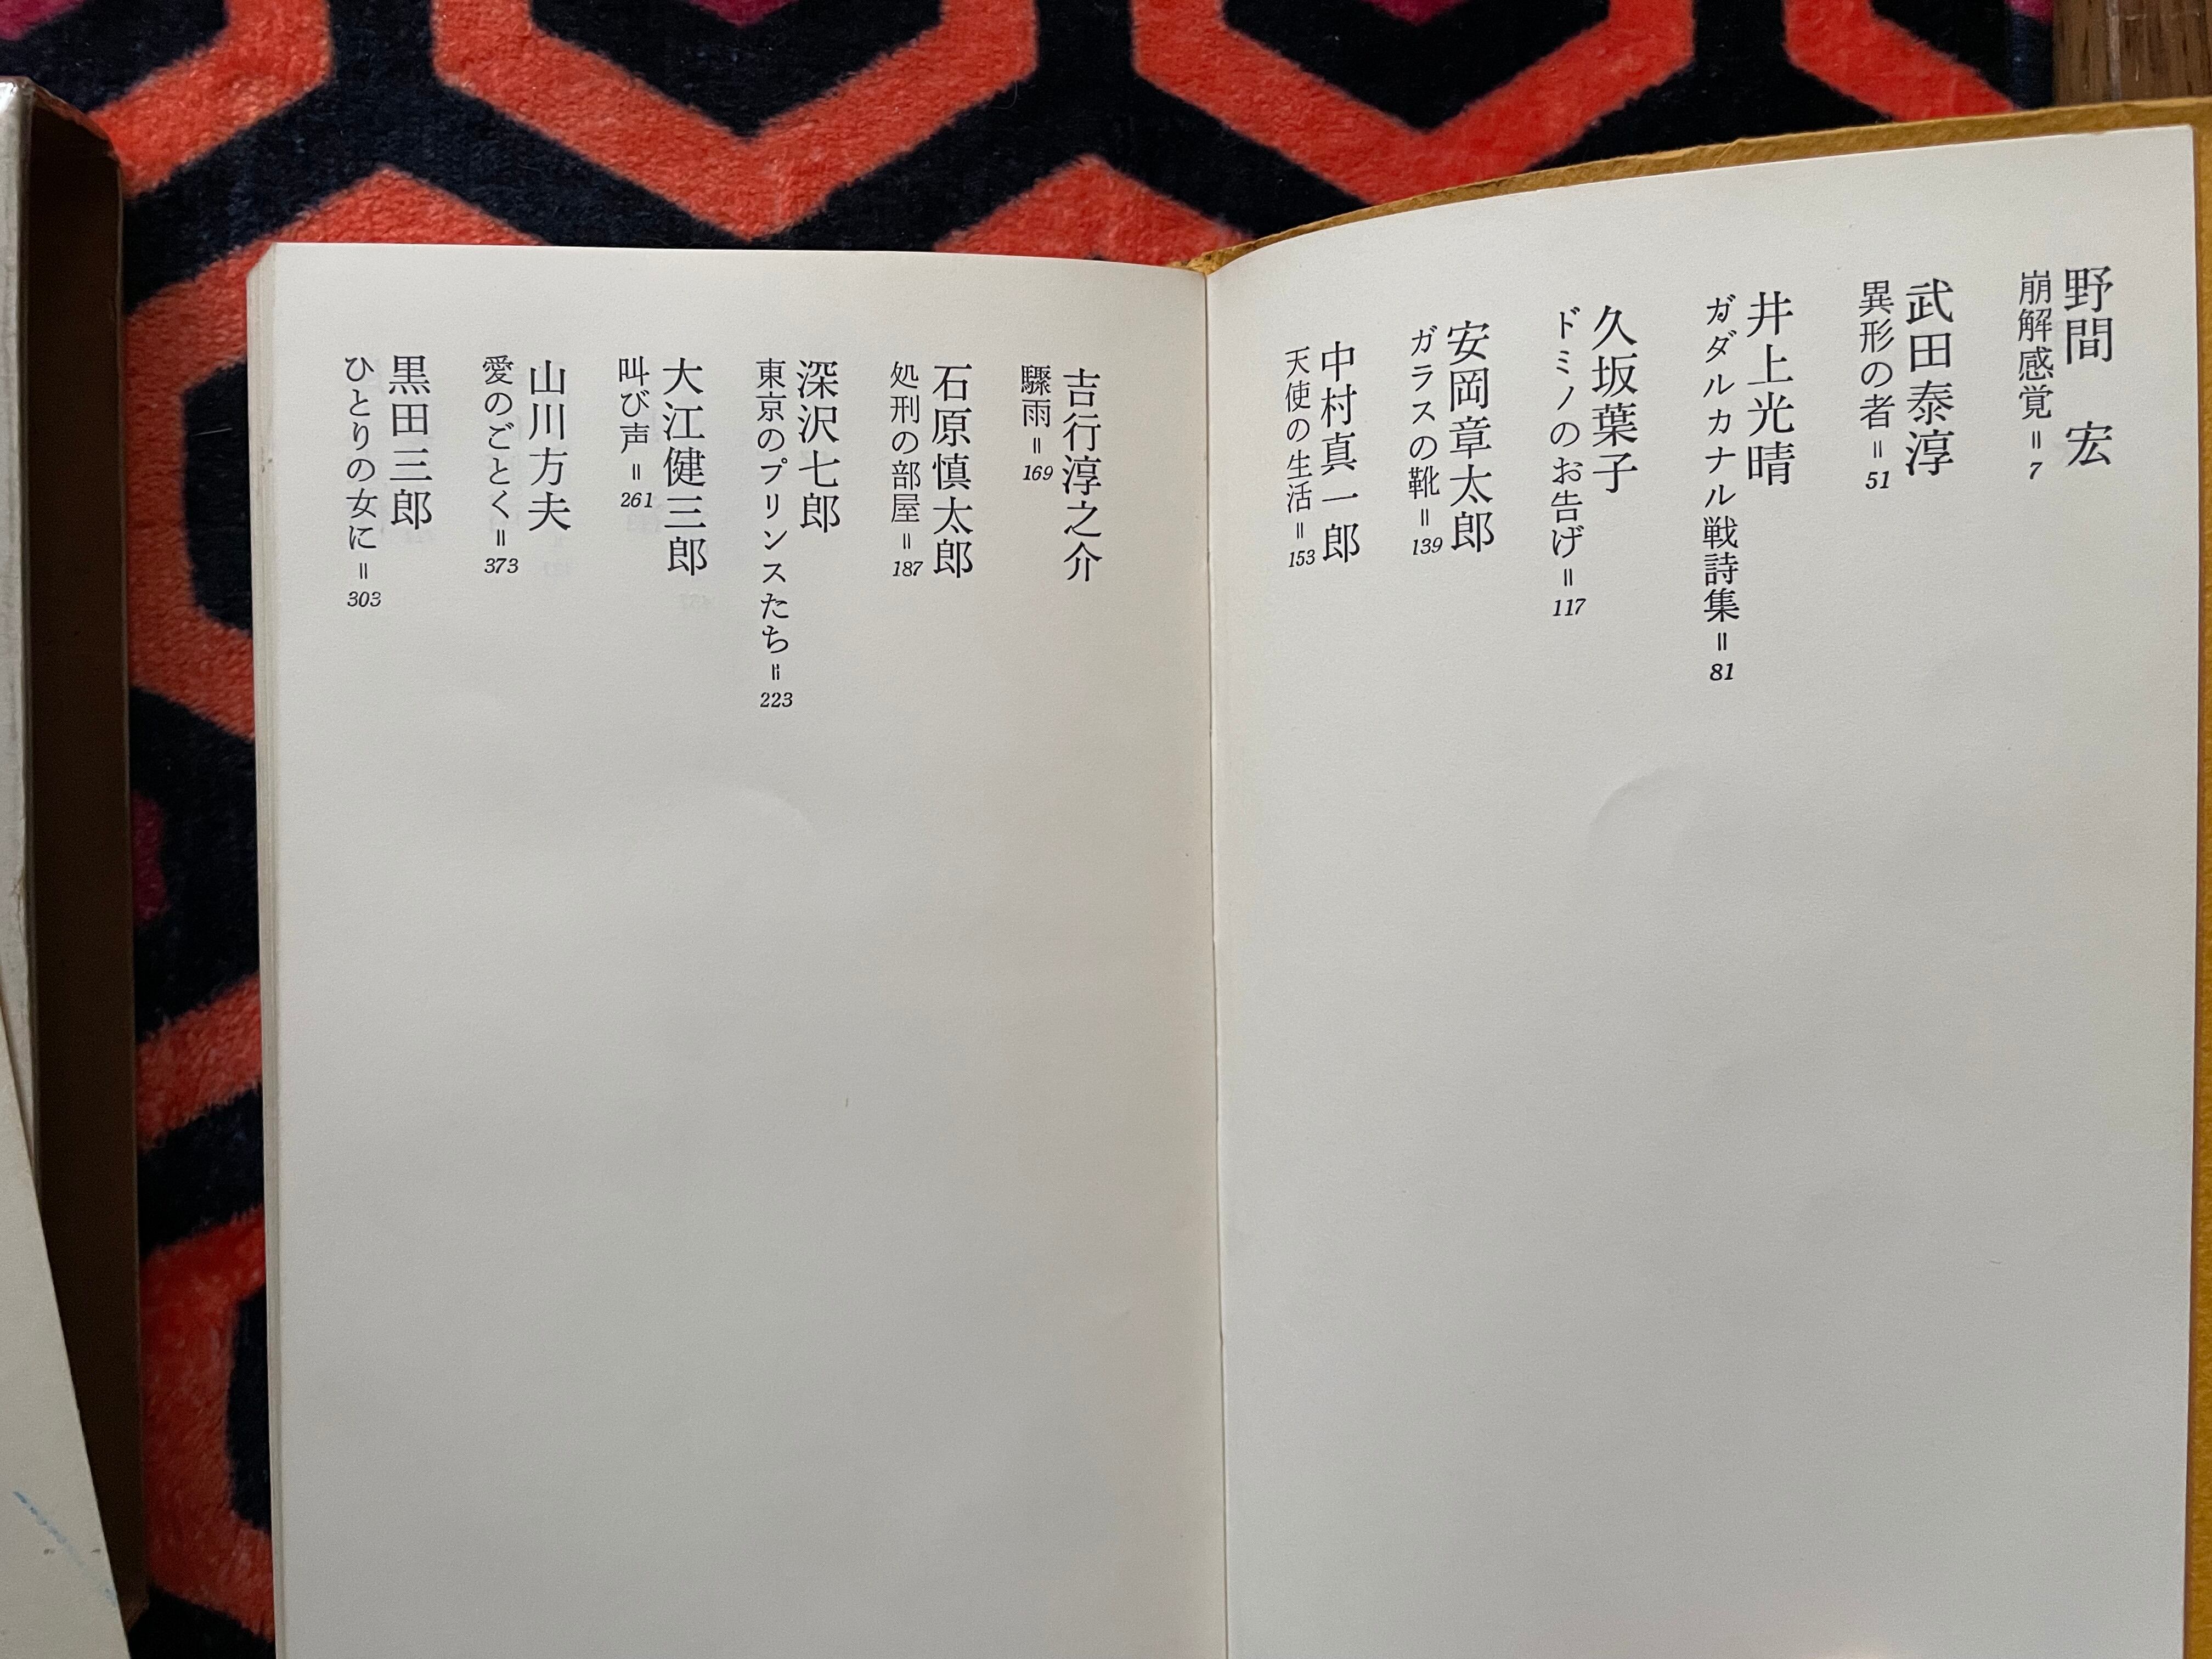 野間 宏
崩解感覚=7
武田泰淳
異形の者=51
井上光晴
ガダルカナル戦詩集=81
久坂葉子
ドミノのお告げ=117
安岡章太郎
ガラスの靴=139
中村真一郎
天使の生活=153
吉行淳之介
驟雨=169
石原慎太郎
処刑の部屋=187
深沢七郎
東京のプリンスたち=223
大江健三郎
叫び声=261
山川方夫
愛のごとく=373
黒田三郎
ひとりの女に=303